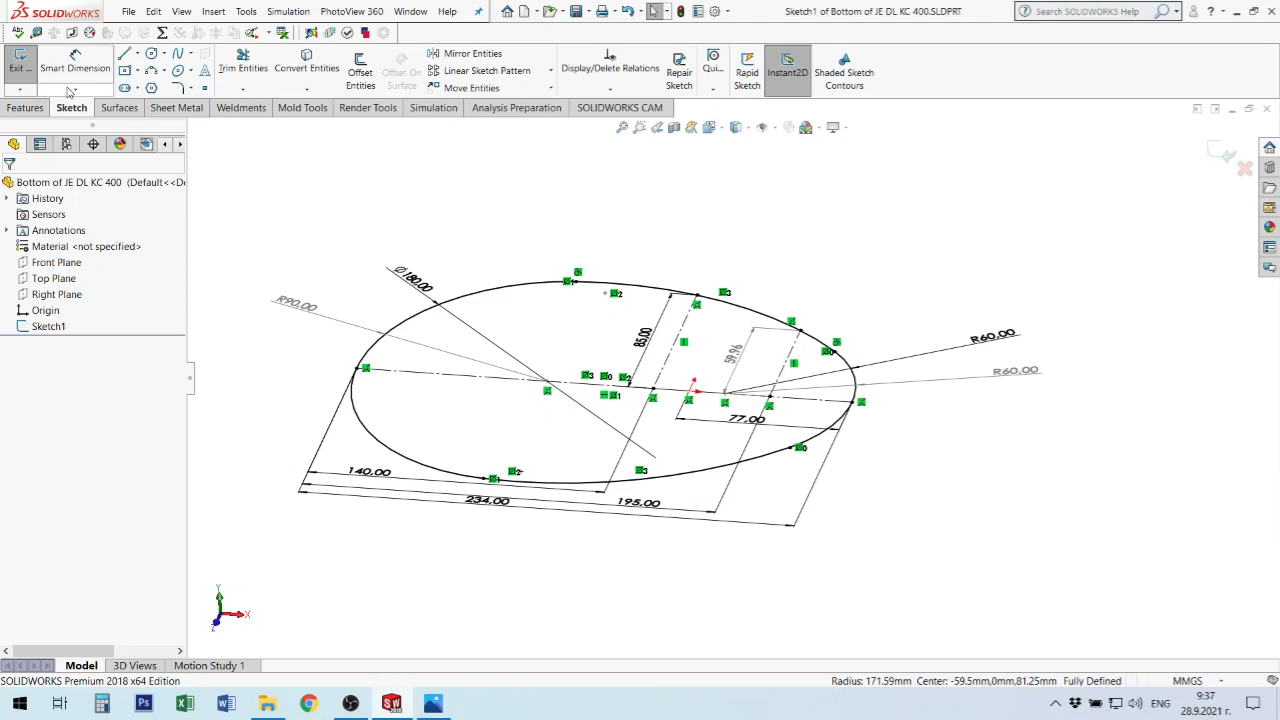 SOLIDWORKS
File Edit View Insert Tools Simulation PhotoView 360 Window Help
Sketch1 of Bottom of JE DL KC 400.SLDPRT
Search SOLIDWORKS Help
Exit ...
Smart Dimension
Trim Entities
Convert Entities
Offset Entities
Offset On Surface
Mirror Entities
Linear Sketch Pattern
Move Entities
Display/Delete Relations
Repair Sketch
Qui...
Rapid Sketch
Instant2D
Shaded Sketch Contours
Features Sketch Surfaces Sheet Metal Weldments Mold Tools Render Tools Simulation Analysis Preparation SOLIDWORKS CAM
Bottom of JE DL KC 400 (Default<<De
History
Sensors
Annotations
Material <not specified>
Front Plane
Top Plane
Right Plane
Origin
Sketch1
Ø180,00
R90,00
85,00
59,96
R60,00
R60,00
77,00
140,00
234,00
195,00
Y
X
Z
Model 3D Views Motion Study 1
SOLIDWORKS Premium 2018 x64 Edition
Radius: 171.59mm Center: -59.5mm,0mm,81.25mm Fully Defined
MMGS
ENG
9:37
28.9.2021 г.